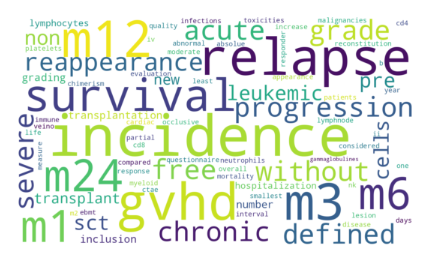 lymphocytes infections toxicities malignancies cd4
quality increase
non m12 acute grade
platelets abnormal absolue responder reconstitution
iv moderate b
reappearance relapse
chimerism least
grading evaluation new leukemic pre
survival progression
immune transplantation
veino cardiac patients year
life partial occlusive lymphnode considered
severe incidence cells
measure cd8 questionnaire neutrophils gammaglobulines
m24 free without
compared overall nk one
response myeloid mortality hospitalization
m1 transplant gvhd m3 m6
ctae smallest
sct number lesion
ebmt interval disease days
inclusion chronic defined